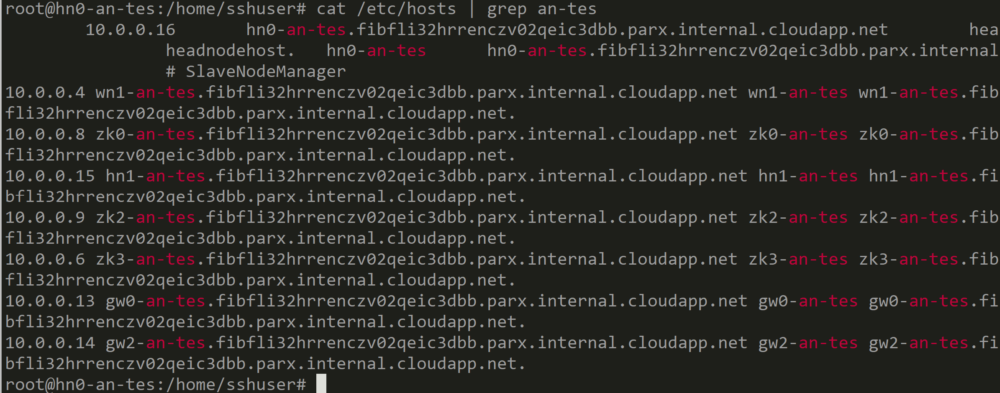 root@hn0-an-tes:/home/sshuser# cat /etc/hosts | grep an-tes
10.0.0.16 hn0-an-tes.fibfli32hrrenczv02qeic3dbb.parx.internal.cloudapp.net hea
headnodehost. hn0-an-tes hn0-an-tes.fibfli32hrrenczv02qeic3dbb.parx.internal
# SlaveNodeManager
10.0.0.4 wn1-an-tes.fibfli32hrrenczv02qeic3dbb.parx.internal.cloudapp.net wn1-an-tes wn1-an-tes.fib
fli32hrrenczv02qeic3dbb.parx.internal.cloudapp.net.
10.0.0.8 zk0-an-tes.fibfli32hrrenczv02qeic3dbb.parx.internal.cloudapp.net zk0-an-tes zk0-an-tes.fib
fli32hrrenczv02qeic3dbb.parx.internal.cloudapp.net.
10.0.0.15 hn1-an-tes.fibfli32hrrenczv02qeic3dbb.parx.internal.cloudapp.net hn1-an-tes hn1-an-tes.fi
bfli32hrrenczv02qeic3dbb.parx.internal.cloudapp.net.
10.0.0.9 zk2-an-tes.fibfli32hrrenczv02qeic3dbb.parx.internal.cloudapp.net zk2-an-tes zk2-an-tes.fib
fli32hrrenczv02qeic3dbb.parx.internal.cloudapp.net.
10.0.0.6 zk3-an-tes.fibfli32hrrenczv02qeic3dbb.parx.internal.cloudapp.net zk3-an-tes zk3-an-tes.fib
fli32hrrenczv02qeic3dbb.parx.internal.cloudapp.net.
10.0.0.13 gw0-an-tes.fibfli32hrrenczv02qeic3dbb.parx.internal.cloudapp.net gw0-an-tes gw0-an-tes.fi
bfli32hrrenczv02qeic3dbb.parx.internal.cloudapp.net.
10.0.0.14 gw2-an-tes.fibfli32hrrenczv02qeic3dbb.parx.internal.cloudapp.net gw2-an-tes gw2-an-tes.fi
bfli32hrrenczv02qeic3dbb.parx.internal.cloudapp.net.
root@hn0-an-tes:/home/sshuser#